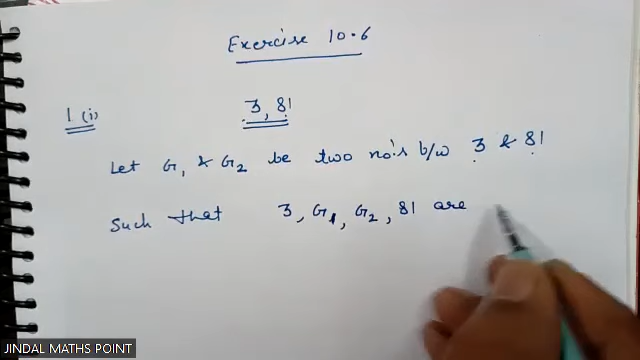 Exercise 10.6
1. (i) 3, 81
Let G₁ & G₂ be two no's b/w 3 & 81
Such that 3, G₁, G₂, 81 are
JINDAL MATHS POINT